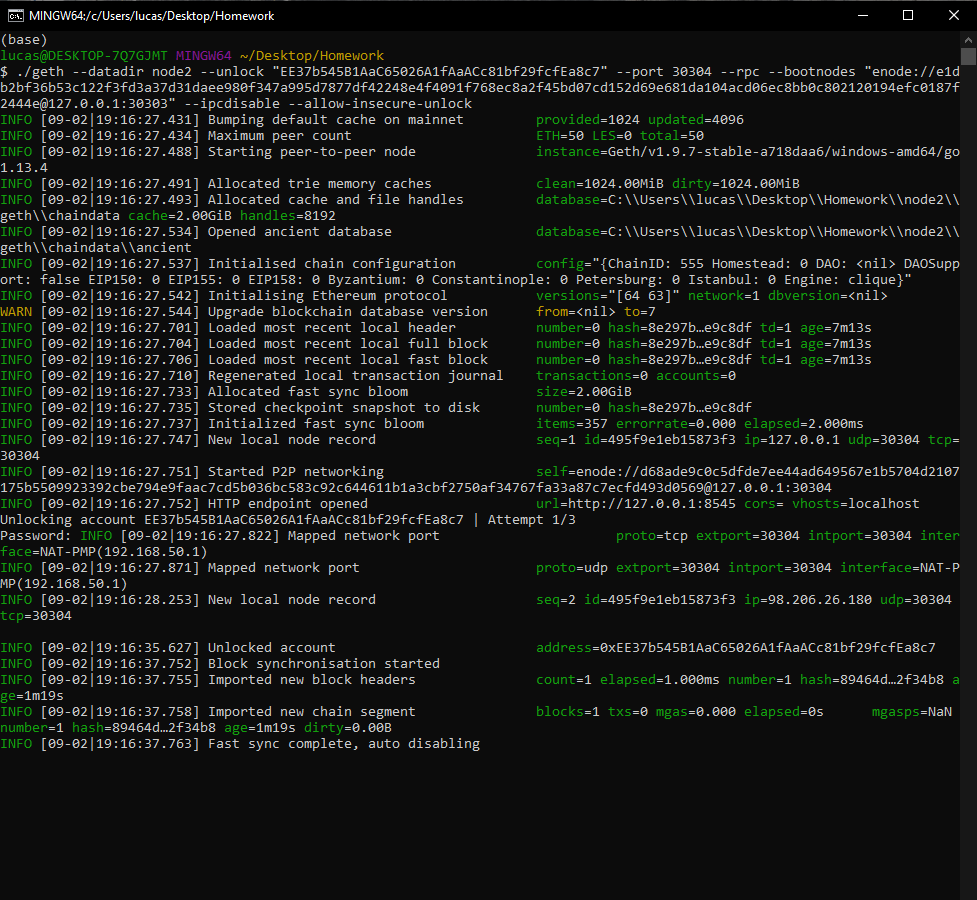 MINGW64:/c/Users/lucas/Desktop/Homework
(base)
lucas@DESKTOP-7Q7GJMT MINGW64 ~/Desktop/Homework
$ ./geth --datadir node2 --unlock "EE37b545B1AaC65026A1fAaACc81bf29fcfEa8c7" --port 30304 --rpc --bootnodes "enode://e1d
b2bf36b53c122f3fd3a37d31daee980f347a995d7877df42248e4f4091f768ec8a2f45bd07cd152d69e681da104acd06ec8bb0c802120194efc0187f
2444e@127.0.0.1:30303" --ipcdisable --allow-insecure-unlock
INFO [09-02|19:16:27.431] Bumping default cache on mainnet         provided=1024 updated=4096
INFO [09-02|19:16:27.434] Maximum peer count                       ETH=50 LES=0 total=50
INFO [09-02|19:16:27.488] Starting peer-to-peer node               instance=Geth/v1.9.7-stable-a718daa6/windows-amd64/go
1.13.4
INFO [09-02|19:16:27.491] Allocated trie memory caches             clean=1024.00MiB dirty=1024.00MiB
INFO [09-02|19:16:27.493] Allocated cache and file handles         database=C:\\Users\\lucas\\Desktop\\Homework\\node2\\
geth\\chaindata cache=2.00GiB handles=8192
INFO [09-02|19:16:27.534] Opened ancient database                  database=C:\\Users\\lucas\\Desktop\\Homework\\node2\\
geth\\chaindata\\ancient
INFO [09-02|19:16:27.537] Initialised chain configuration          config="{ChainID: 555 Homestead: 0 DAO: <nil> DAOSupp
ort: false EIP150: 0 EIP155: 0 EIP158: 0 Byzantium: 0 Constantinople: 0 Petersburg: 0 Istanbul: 0 Engine: clique}"
INFO [09-02|19:16:27.542] Initialising Ethereum protocol           versions="[64 63]" network=1 dbversion=<nil>
WARN [09-02|19:16:27.544] Upgrade blockchain database version      from=<nil> to=7
INFO [09-02|19:16:27.701] Loaded most recent local header          number=0 hash=8e297b…e9c8df td=1 age=7m13s
INFO [09-02|19:16:27.704] Loaded most recent local full block      number=0 hash=8e297b…e9c8df td=1 age=7m13s
INFO [09-02|19:16:27.706] Loaded most recent local fast block      number=0 hash=8e297b…e9c8df td=1 age=7m13s
INFO [09-02|19:16:27.710] Regenerated local transaction journal    transactions=0 accounts=0
INFO [09-02|19:16:27.733] Allocated fast sync bloom                size=2.00GiB
INFO [09-02|19:16:27.735] Stored checkpoint snapshot to disk       number=0 hash=8e297b…e9c8df
INFO [09-02|19:16:27.737] Initialized fast sync bloom              items=357 errorrate=0.000 elapsed=2.000ms
INFO [09-02|19:16:27.747] New local node record                    seq=1 id=495f9e1eb15873f3 ip=127.0.0.1 udp=30304 tcp=
30304
INFO [09-02|19:16:27.751] Started P2P networking                   self=enode://d68ade9c0c5dfde7ee44ad649567e1b5704d2107
175b5509923392cbe794e9faac7cd5b036bc583c92c644611b1a3cbf2750af34767fa33a87c7ecfd493d0569@127.0.0.1:30304
INFO [09-02|19:16:27.752] HTTP endpoint opened                     url=http://127.0.0.1:8545 cors= vhosts=localhost
Unlocking account EE37b545B1AaC65026A1fAaACc81bf29fcfEa8c7 | Attempt 1/3
Password: INFO [09-02|19:16:27.822] Mapped network port                      proto=tcp extport=30304 intport=30304 inter
face=NAT-PMP(192.168.50.1)
INFO [09-02|19:16:27.871] Mapped network port                      proto=udp extport=30304 intport=30304 interface=NAT-P
MP(192.168.50.1)
INFO [09-02|19:16:28.253] New local node record                    seq=2 id=495f9e1eb15873f3 ip=98.206.26.180 udp=30304
tcp=30304
INFO [09-02|19:16:35.627] Unlocked account                         address=0xEE37b545B1AaC65026A1fAaACc81bf29fcfEa8c7
INFO [09-02|19:16:37.752] Block synchronisation started
INFO [09-02|19:16:37.755] Imported new block headers               count=1 elapsed=1.000ms number=1 hash=89464d…2f34b8 a
ge=1m19s
INFO [09-02|19:16:37.758] Imported new chain segment               blocks=1 txs=0 mgas=0.000 elapsed=0s      mgasps=NaN
number=1 hash=89464d…2f34b8 age=1m19s dirty=0.00B
INFO [09-02|19:16:37.763] Fast sync complete, auto disabling